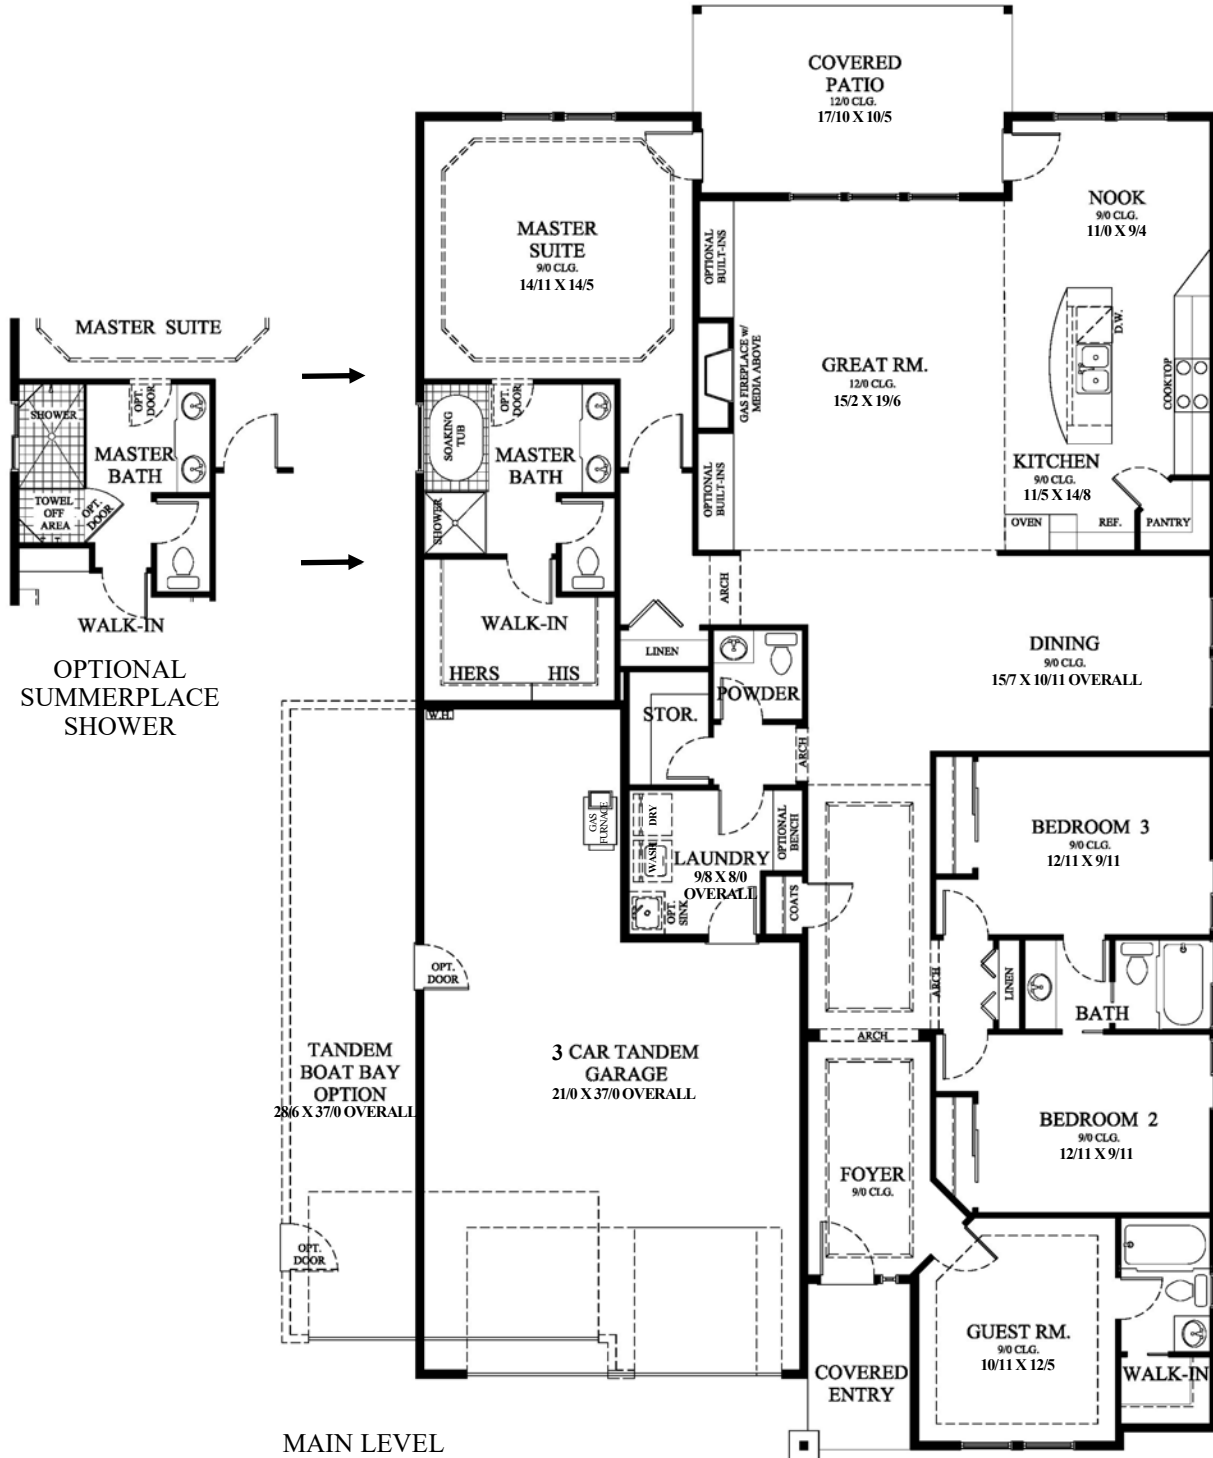 COVERED
PATIO
12/0 CLG.
17/10 X 10/5
MASTER
SUITE
9/0 CLG.
14/11 X 14/5
OPTIONAL
BUILT-INS
NOOK
9/0 CLG.
11/0 X 9/4
GAS FIREPLACE w/
MEDIA ABOVE
GREAT RM.
12/0 CLG.
15/2 X 19/6
D.W.
COOKTOP
KITCHEN
9/0 CLG.
11/5 X 14/8
OPTIONAL
BUILT-INS
OVEN
REF.
PANTRY
MASTER SUITE
SHOWER
OPT.
DOOR
MASTER
BATH
TOWEL
OFF
AREA
OPT.
DOOR
WALK-IN
OPTIONAL
SUMMERPLACE
SHOWER
SOAKING
TUB
OPT.
DOOR
MASTER
BATH
SHOWER
WALK-IN
HERS
HIS
ARCH
LINEN
DINING
9/0 CLG.
15/7 X 10/11 OVERALL
POWDER
STOR.
W.H.
ARCH
GAS
FURNACE
DRY
WASH
LAUNDRY
9/8 X 8/0
OVERALL
OPTIONAL
BENCH
OPT.
SINK
COATS
BEDROOM 3
9/0 CLG.
12/11 X 9/11
OPT.
DOOR
ARCH
LINEN
BATH
ARCH
TANDEM
BOAT BAY
OPTION
28/6 X 37/0 OVERALL
3 CAR TANDEM
GARAGE
21/0 X 37/0 OVERALL
BEDROOM 2
9/0 CLG.
12/11 X 9/11
FOYER
9/0 CLG.
OPT.
DOOR
GUEST RM.
9/0 CLG.
10/11 X 12/5
WALK-IN
COVERED
ENTRY
MAIN LEVEL